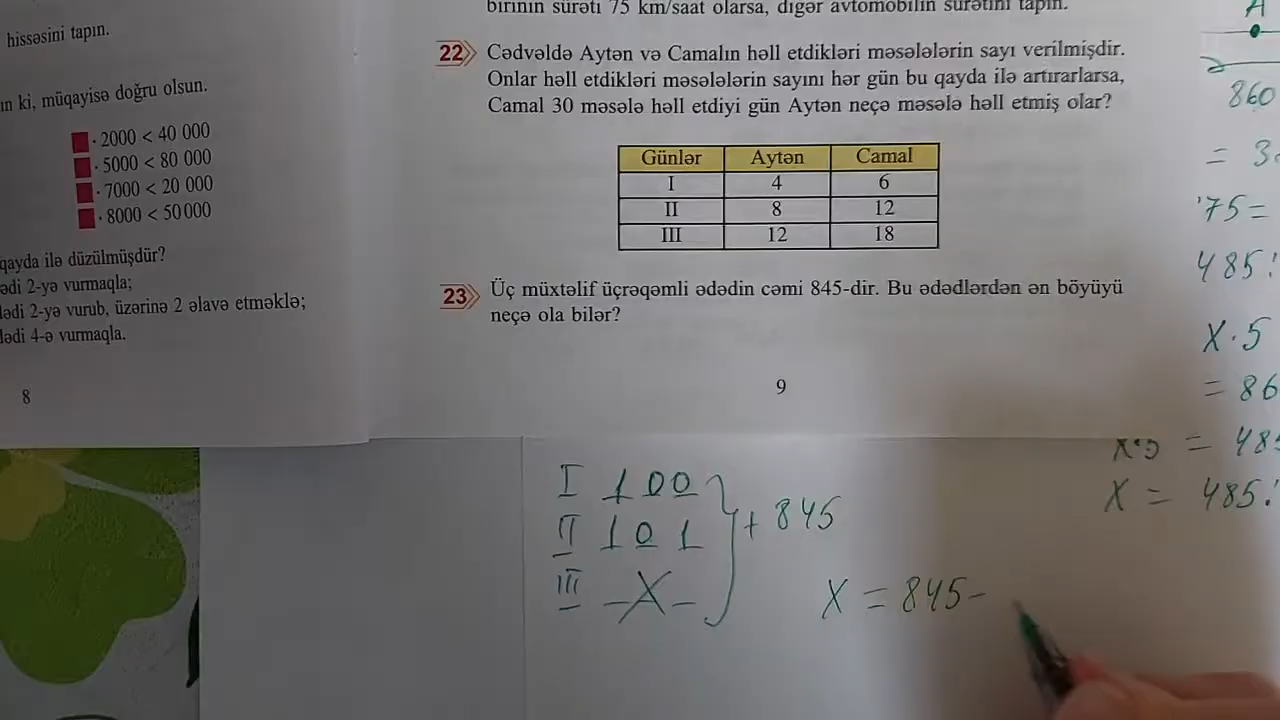 hissəsini tapın.
ın ki, müqayisə doğru olsun.
· 2000 < 40 000
· 5000 < 80 000
· 7000 < 20 000
· 8000 < 50 000
qayda ilə düzülmüşdür?
ədi 2-yə vurmaqla;
ədi 2-yə vurub, üzərinə 2 əlavə etməklə;
ədi 4-ə vurmaqla.
8
birinin sürəti 75 km/saat olarsa, digər avtomobilin sürətini tapın.
22 Cədvəldə Aytən və Camalın həll etdikləri məsələlərin sayı verilmişdir.
Onlar həll etdikləri məsələlərin sayını hər gün bu qayda ilə artırarlarsa,
Camal 30 məsələ həll etdiyi gün Aytən neçə məsələ həll etmiş olar?
Günlər Aytən Camal
I 4 6
II 8 12
III 12 18
23 Üç müxtəlif üçrəqəmli ədədin cəmi 845-dir. Bu ədədlərdən ən böyüyü
neçə ola bilər?
9
I 100
II 101
III -X-
+ 845
X = 845-
A
860
= 3
75=
485:
X·5
= 86
X·5 = 48
X = 485: